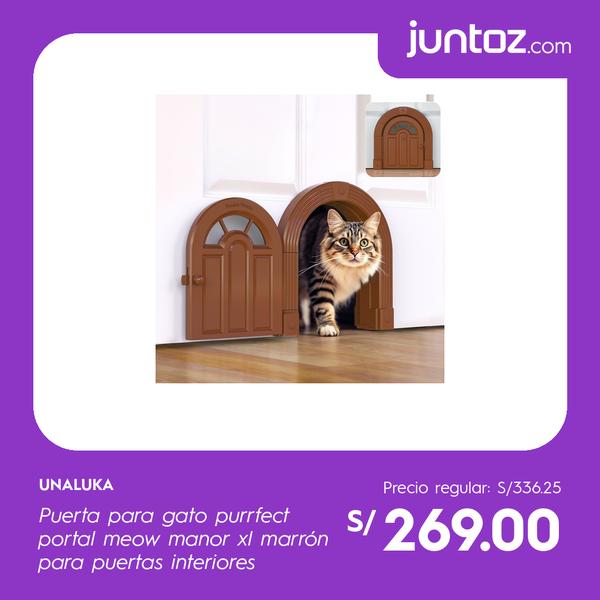 juntoz.com
UNALUKA
Puerta para gato purrfect
portal meow manor xl marrón
para puertas interiores
Precio regular: S/336.25
S/ 269.00